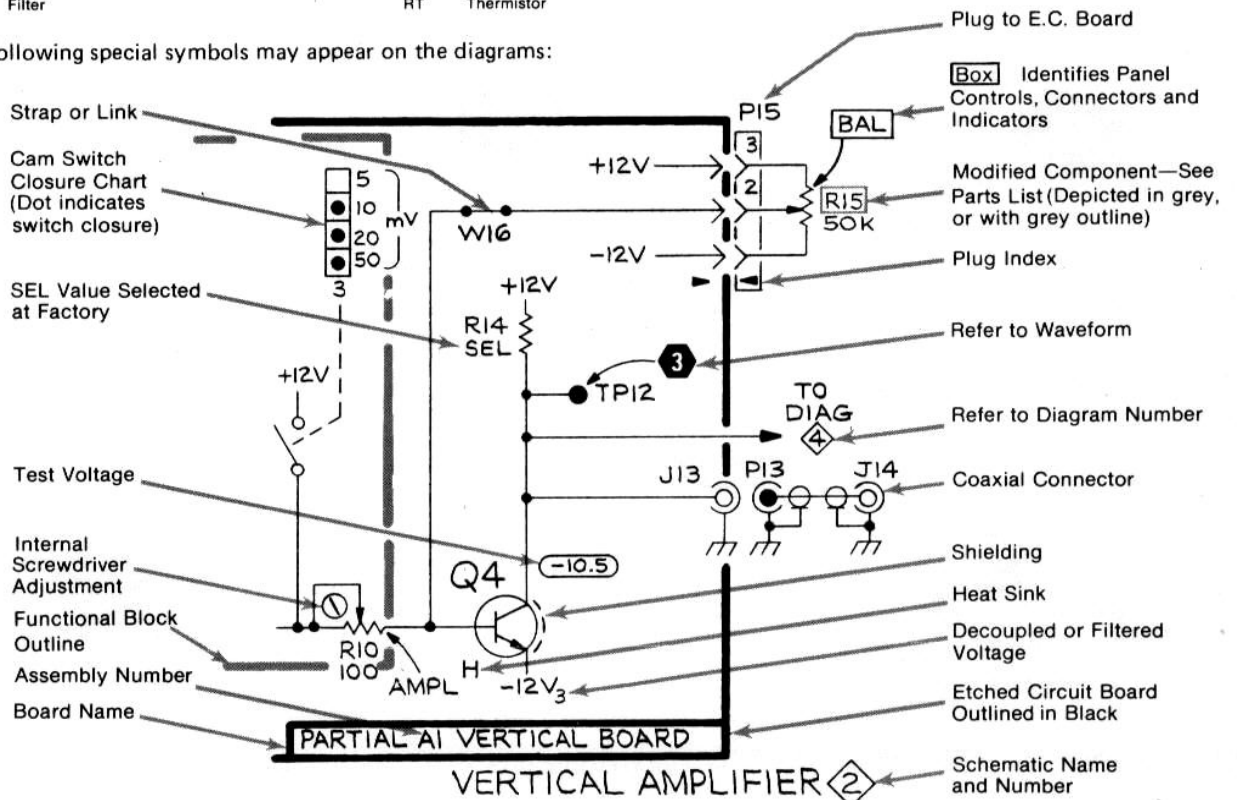 Filter
RT Thermistor
ollowing special symbols may appear on the diagrams:
Plug to E.C. Board
Box Identifies Panel
Controls, Connectors and
Indicators
Modified Component—See
Parts List (Depicted in grey,
or with grey outline)
Plug Index
Refer to Waveform
Refer to Diagram Number
Coaxial Connector
Shielding
Heat Sink
Decoupled or Filtered
Voltage
Etched Circuit Board
Outlined in Black
Schematic Name
and Number
Strap or Link
Cam Switch
Closure Chart
(Dot indicates
switch closure)
SEL Value Selected
at Factory
Test Voltage
Internal
Screwdriver
Adjustment
Functional Block
Outline
Assembly Number
Board Name
P15
BAL
3
2
+12V
-12V
R15
50K
5
10
20
50
mV
3
W16
+12V
R14
SEL
3
TP12
+12V
TO
DIAG
4
J13
P13
J14
-10.5
Q4
R10
100
AMPL
H
-12V3
PARTIAL A1 VERTICAL BOARD
VERTICAL AMPLIFIER 2